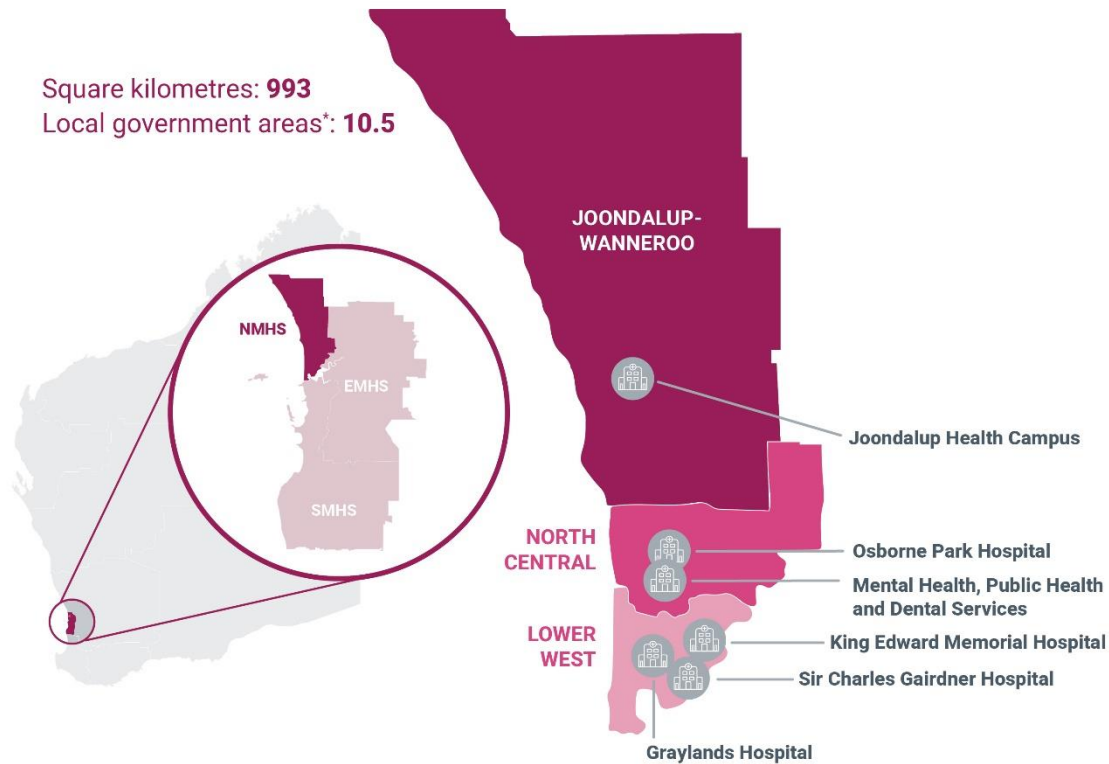 Square kilometres: 993
Local government areas*: 10.5
JOONDALUP-
WANNEROO
NMHS
EMHS
SMHS
Joondalup Health Campus
NORTH
CENTRAL
Osborne Park Hospital
Mental Health, Public Health
and Dental Services
LOWER
WEST
King Edward Memorial Hospital
Sir Charles Gairdner Hospital
Graylands Hospital